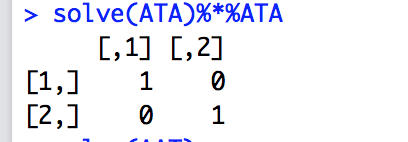 > solve(ATA)%*%ATA
[,1] [,2]
[1,] 1 0
[2,] 0 1